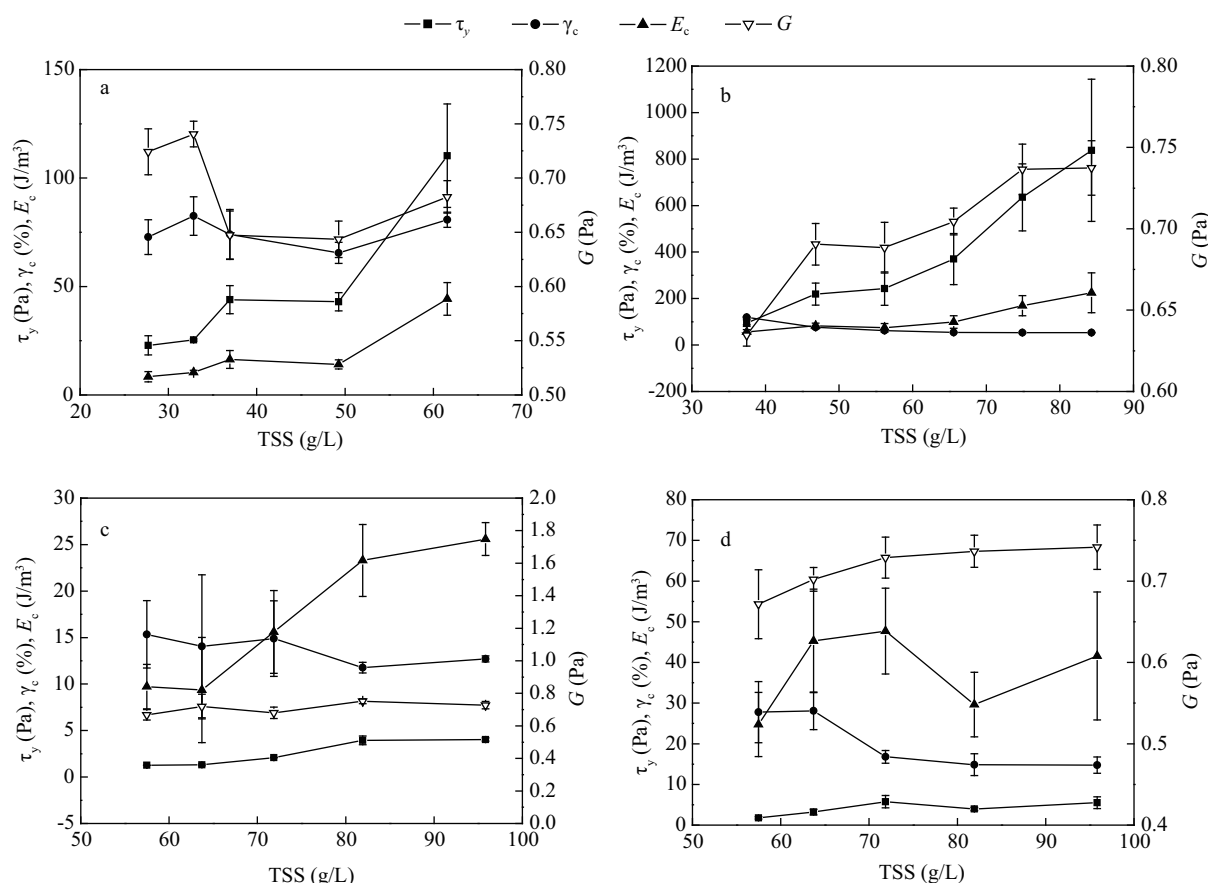 τy γc Ec G
a
150
100
50
0
0.80
0.75
0.70
0.65
0.60
0.55
0.50
20 30 40 50 60 70
τy (Pa), γc (%), Ec (J/m³)
G (Pa)
TSS (g/L)
b
1200
1000
800
600
400
200
0
-200
0.80
0.75
0.70
0.65
0.60
30 40 50 60 70 80 90
τy (Pa), γc (%), Ec (J/m³)
G (Pa)
TSS (g/L)
c
30
25
20
15
10
5
0
-5
2.0
1.8
1.6
1.4
1.2
1.0
0.8
0.6
0.4
0.2
0.0
50 60 70 80 90 100
τy (Pa), γc (%), Ec (J/m³)
G (Pa)
TSS (g/L)
d
80
70
60
50
40
30
20
10
0
0.8
0.7
0.6
0.5
0.4
50 60 70 80 90 100
τy (Pa), γc (%), Ec (J/m³)
G (Pa)
TSS (g/L)